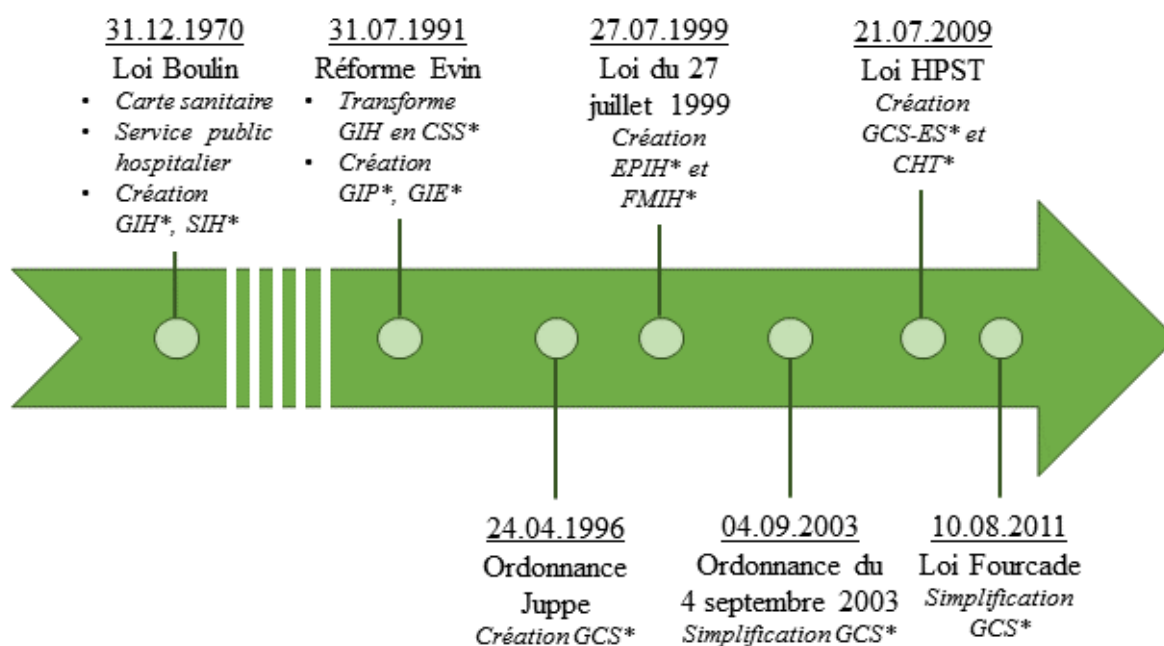 31.12.1970
Loi Boulin
• Carte sanitaire
• Service public
hospitalier
• Création
GIH*, SIH*
31.07.1991
Réforme Evin
• Transforme
GIH en CSS*
• Création
GIP*, GIE*
27.07.1999
Loi du 27
juillet 1999
Création
EPIH* et
FMIH*
21.07.2009
Loi HPST
Création
GCS-ES* et
CHT*
24.04.1996
Ordonnance
Juppe
Création GCS*
04.09.2003
Ordonnance du
4 septembre 2003
Simplification GCS*
10.08.2011
Loi Fourcade
Simplification
GCS*